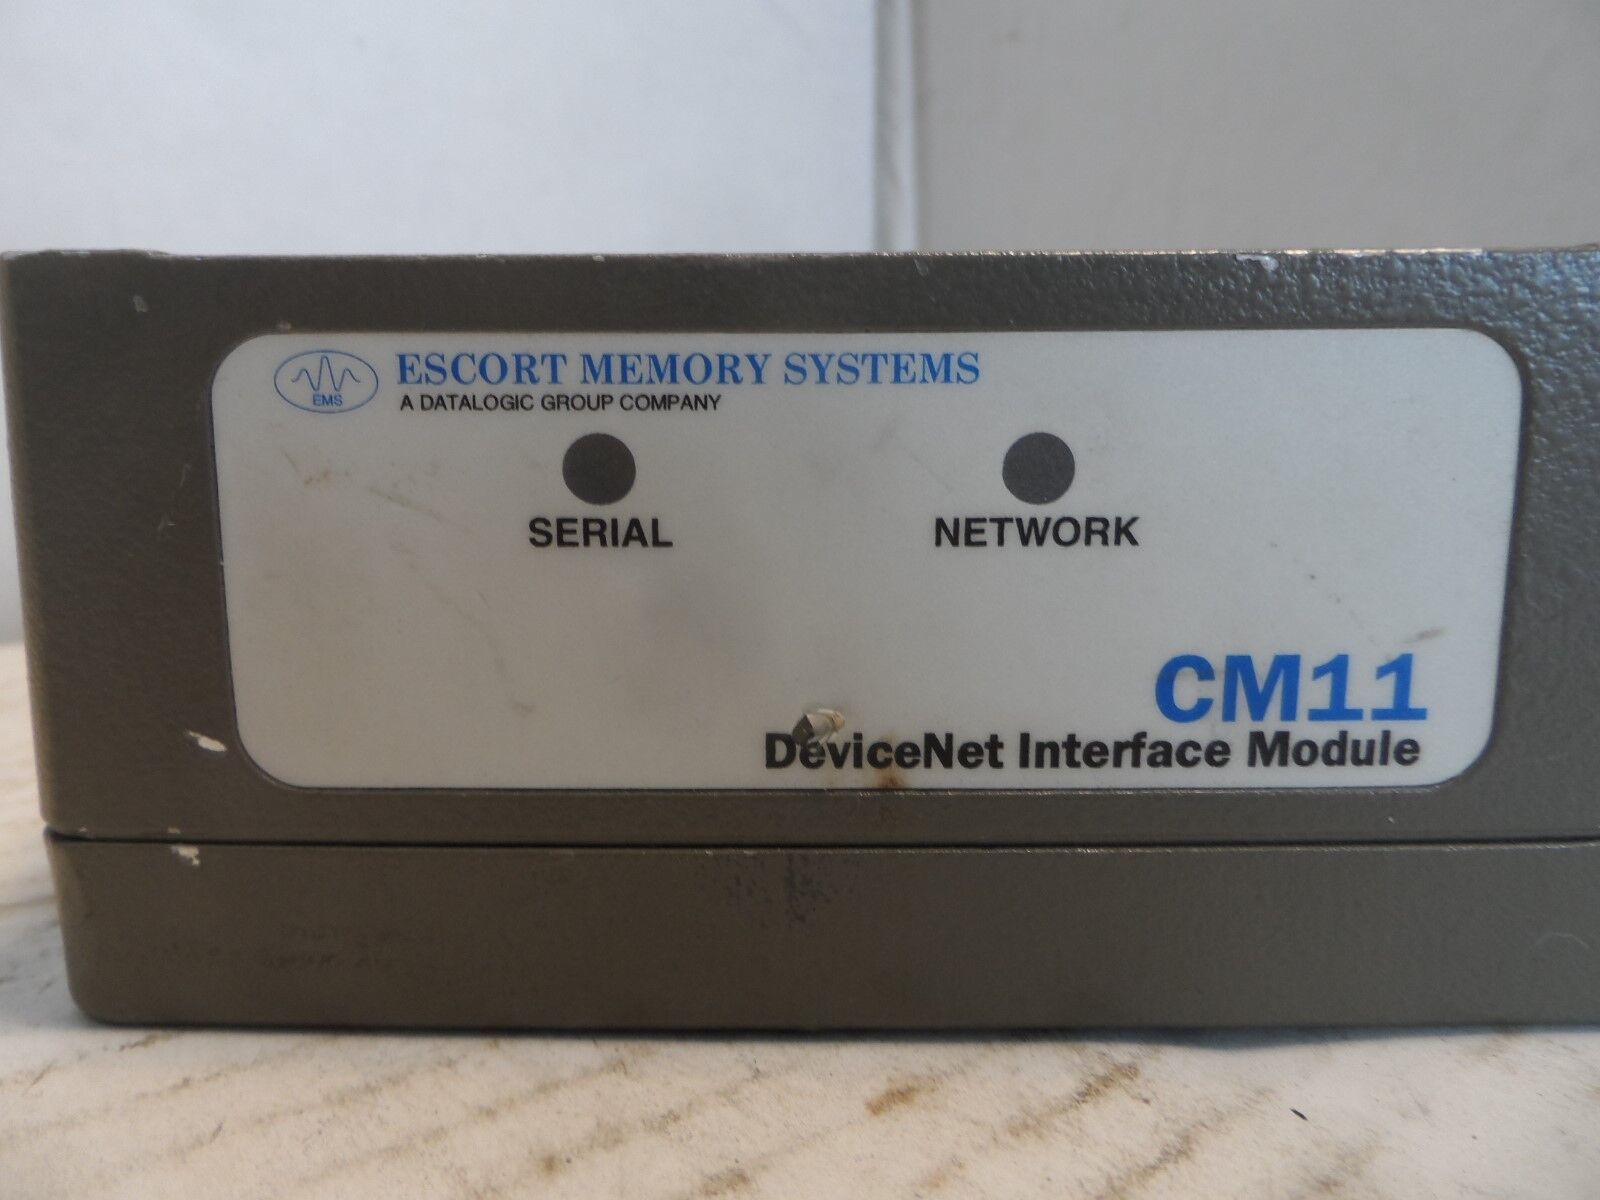 EMS
ESCORT MEMORY SYSTEMS
A DATALOGIC GROUP COMPANY
SERIAL
NETWORK
CM11
DeviceNet Interface Module